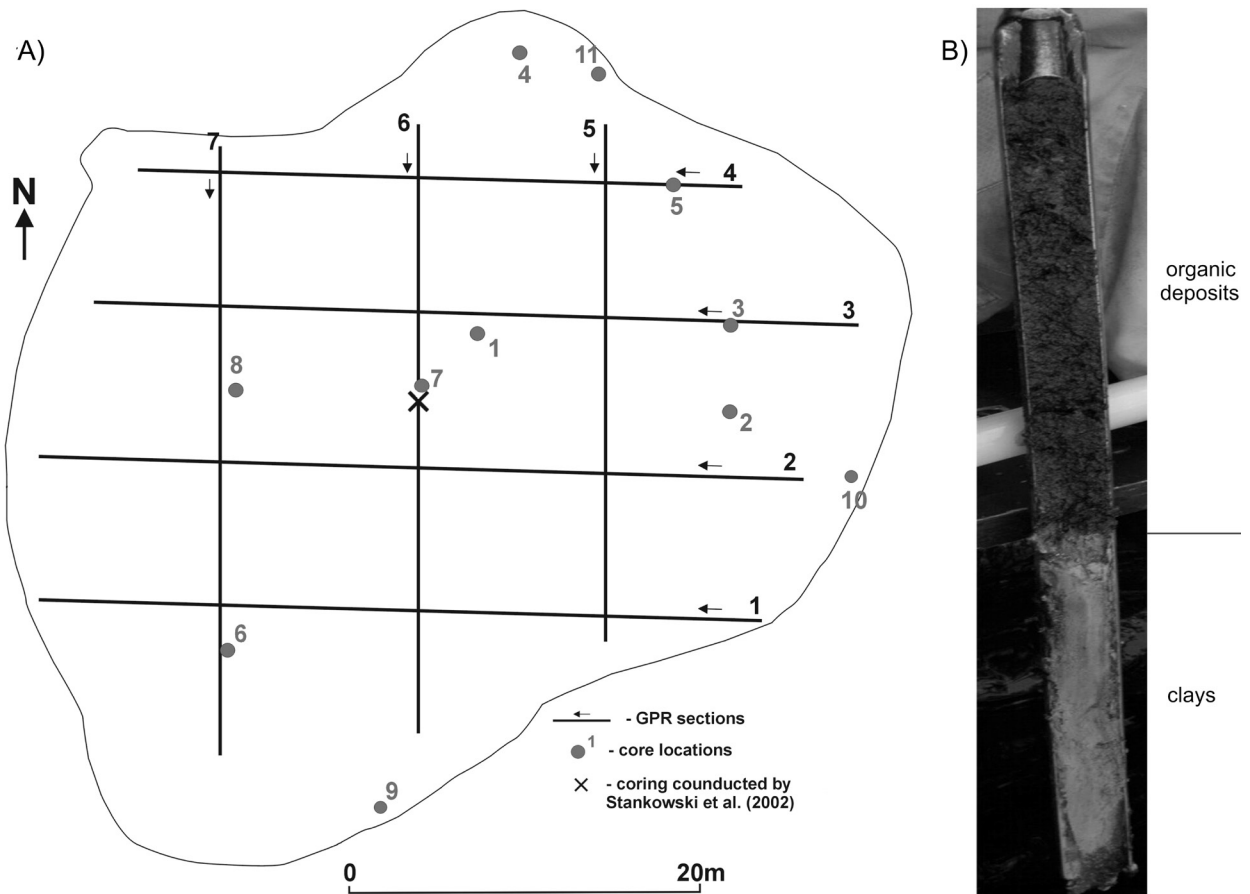 A)
B)
4
11
7
6
5
4
5
N
3
3
1
8
7
2
2
10
1
6
- GPR sections
1
- core locations
- coring counducted by
Stankowski et al. (2002)
9
0
20m
organic
deposits
clays